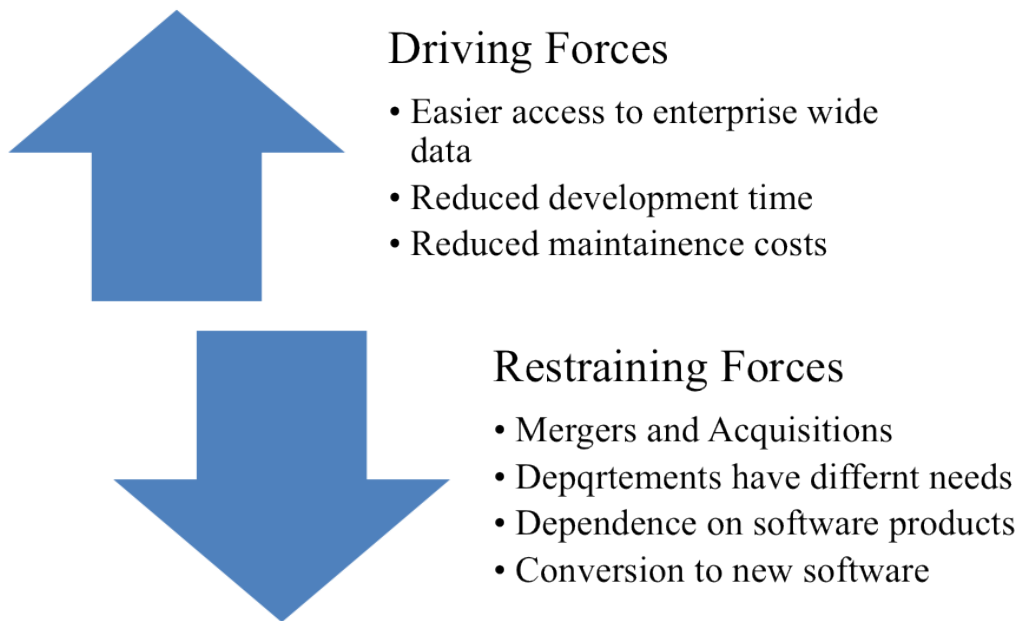 Driving Forces
• Easier access to enterprise wide
data
• Reduced development time
• Reduced maintainence costs
Restraining Forces
• Mergers and Acquisitions
• Depqrtements have differnt needs
• Dependence on software products
• Conversion to new software